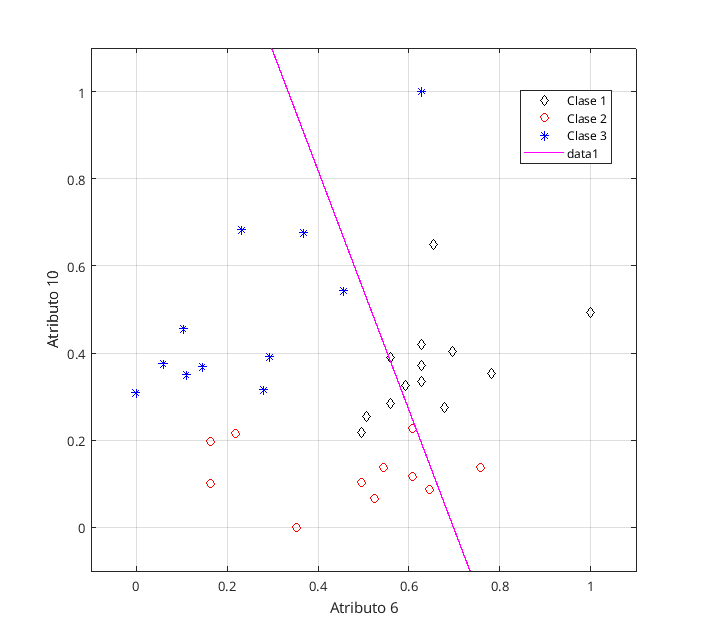 Clase 1
Clase 2
Clase 3
data1
1
0.8
0.6
0.4
0.2
0
Atributo 10
0
0.2
0.4
0.6
0.8
1
Atributo 6